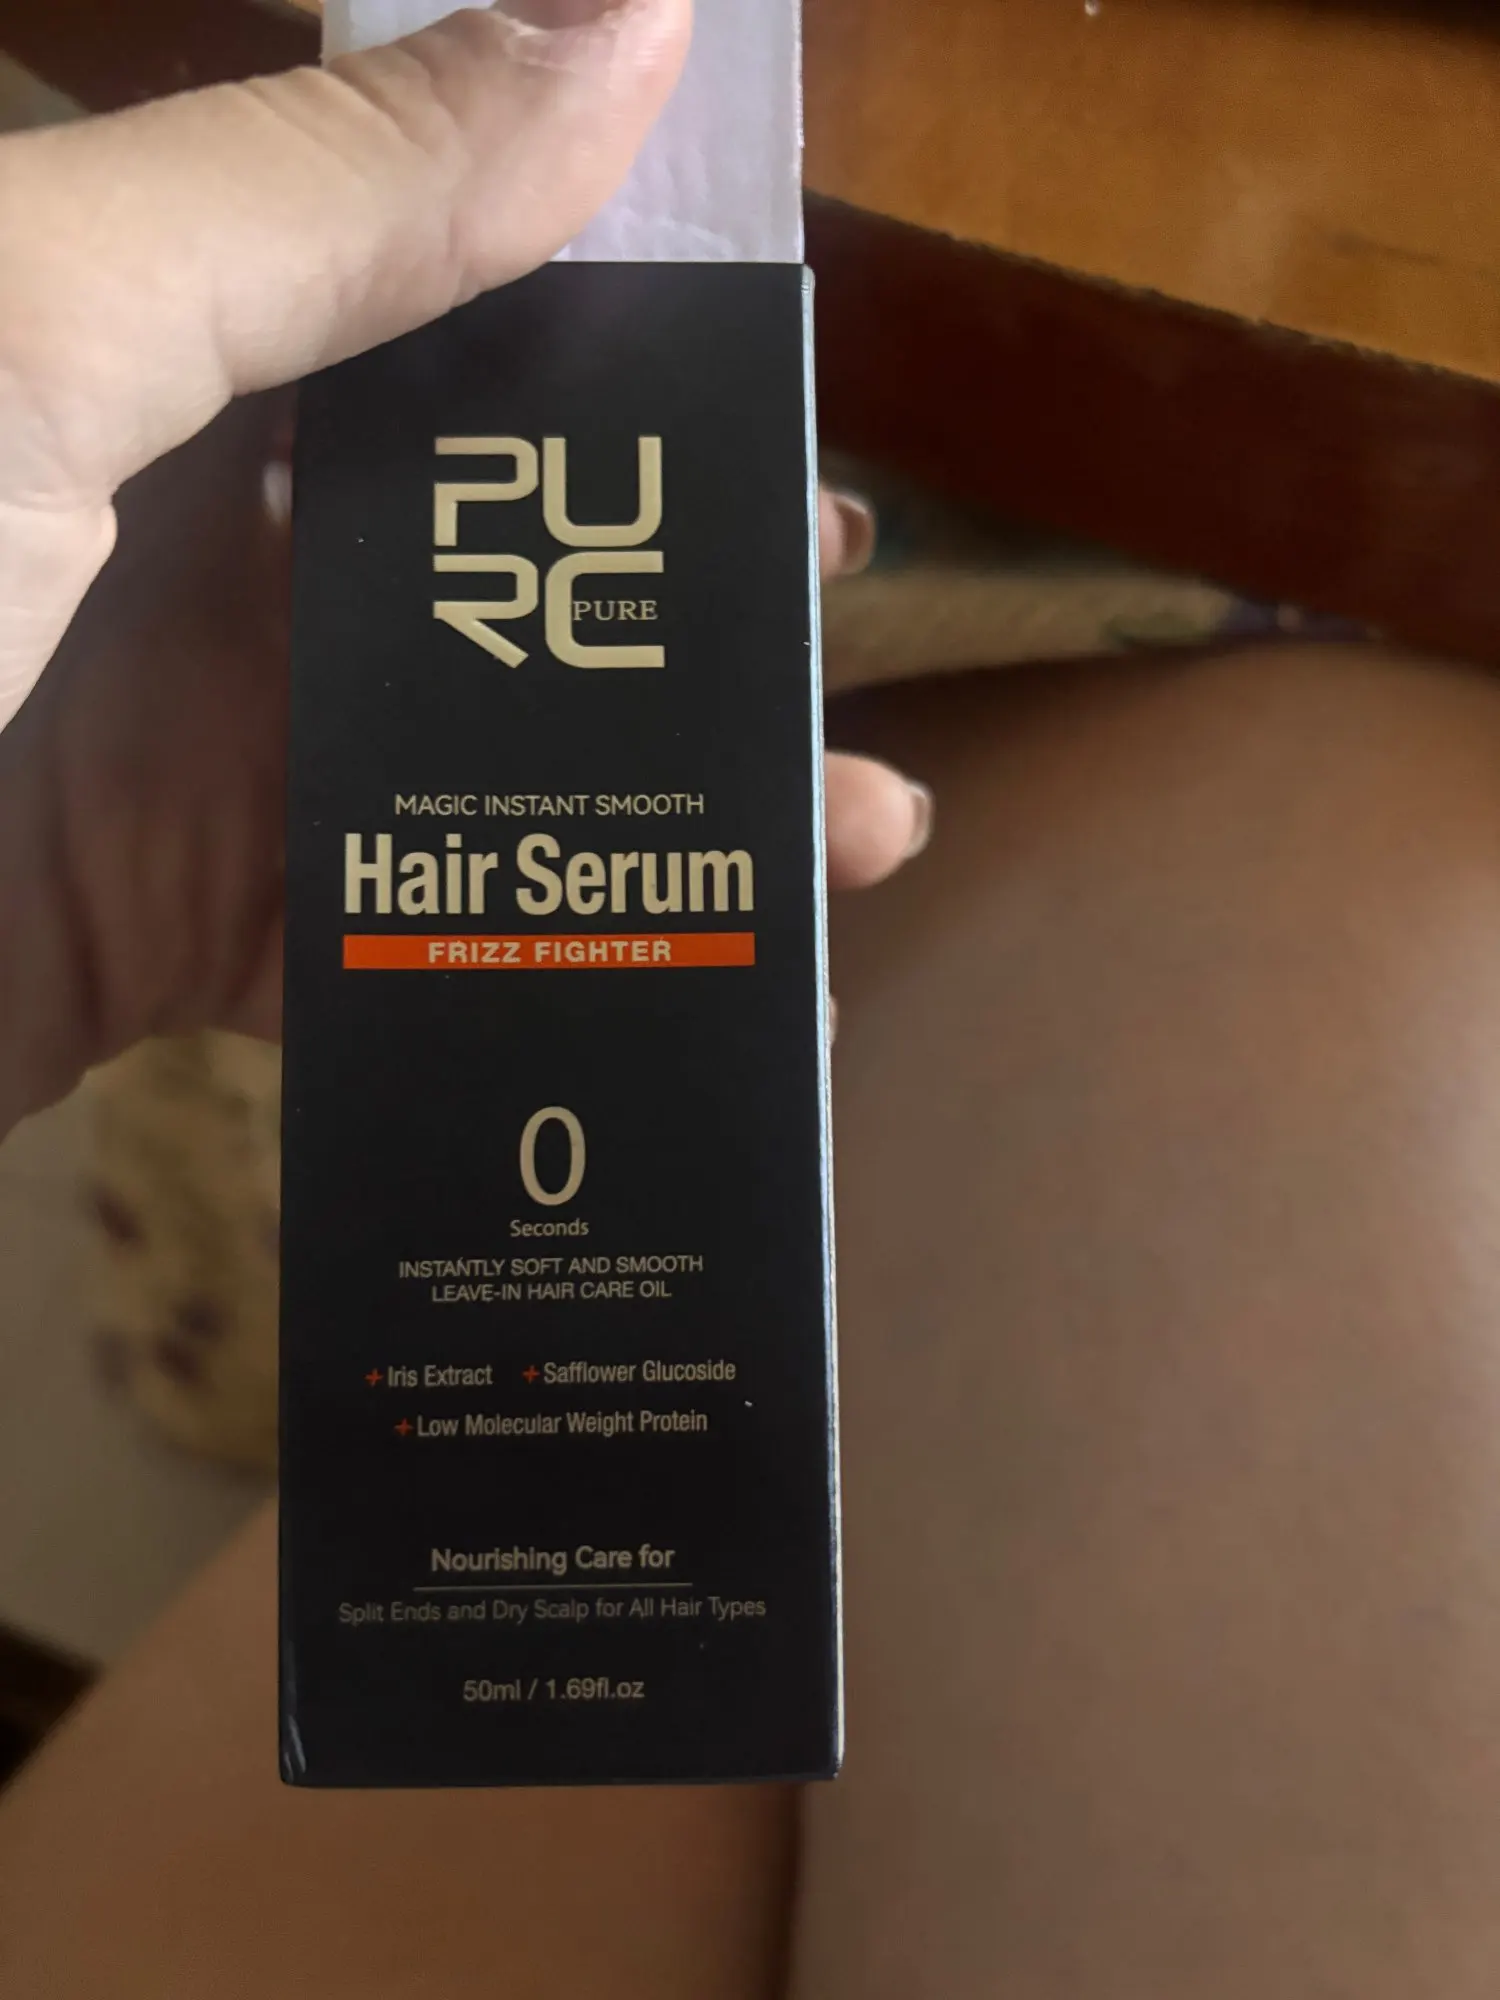 PU
RC
PURE
MAGIC INSTANT SMOOTH
Hair Serum
FRIZZ FIGHTER
0
Seconds
INSTANTLY SOFT AND SMOOTH
LEAVE-IN HAIR CARE OIL
+Iris Extract +Safflower Glucoside
+Low Molecular Weight Protein
Nourishing Care for
Split Ends and Dry Scalp for All Hair Types
50ml / 1.69fl.oz